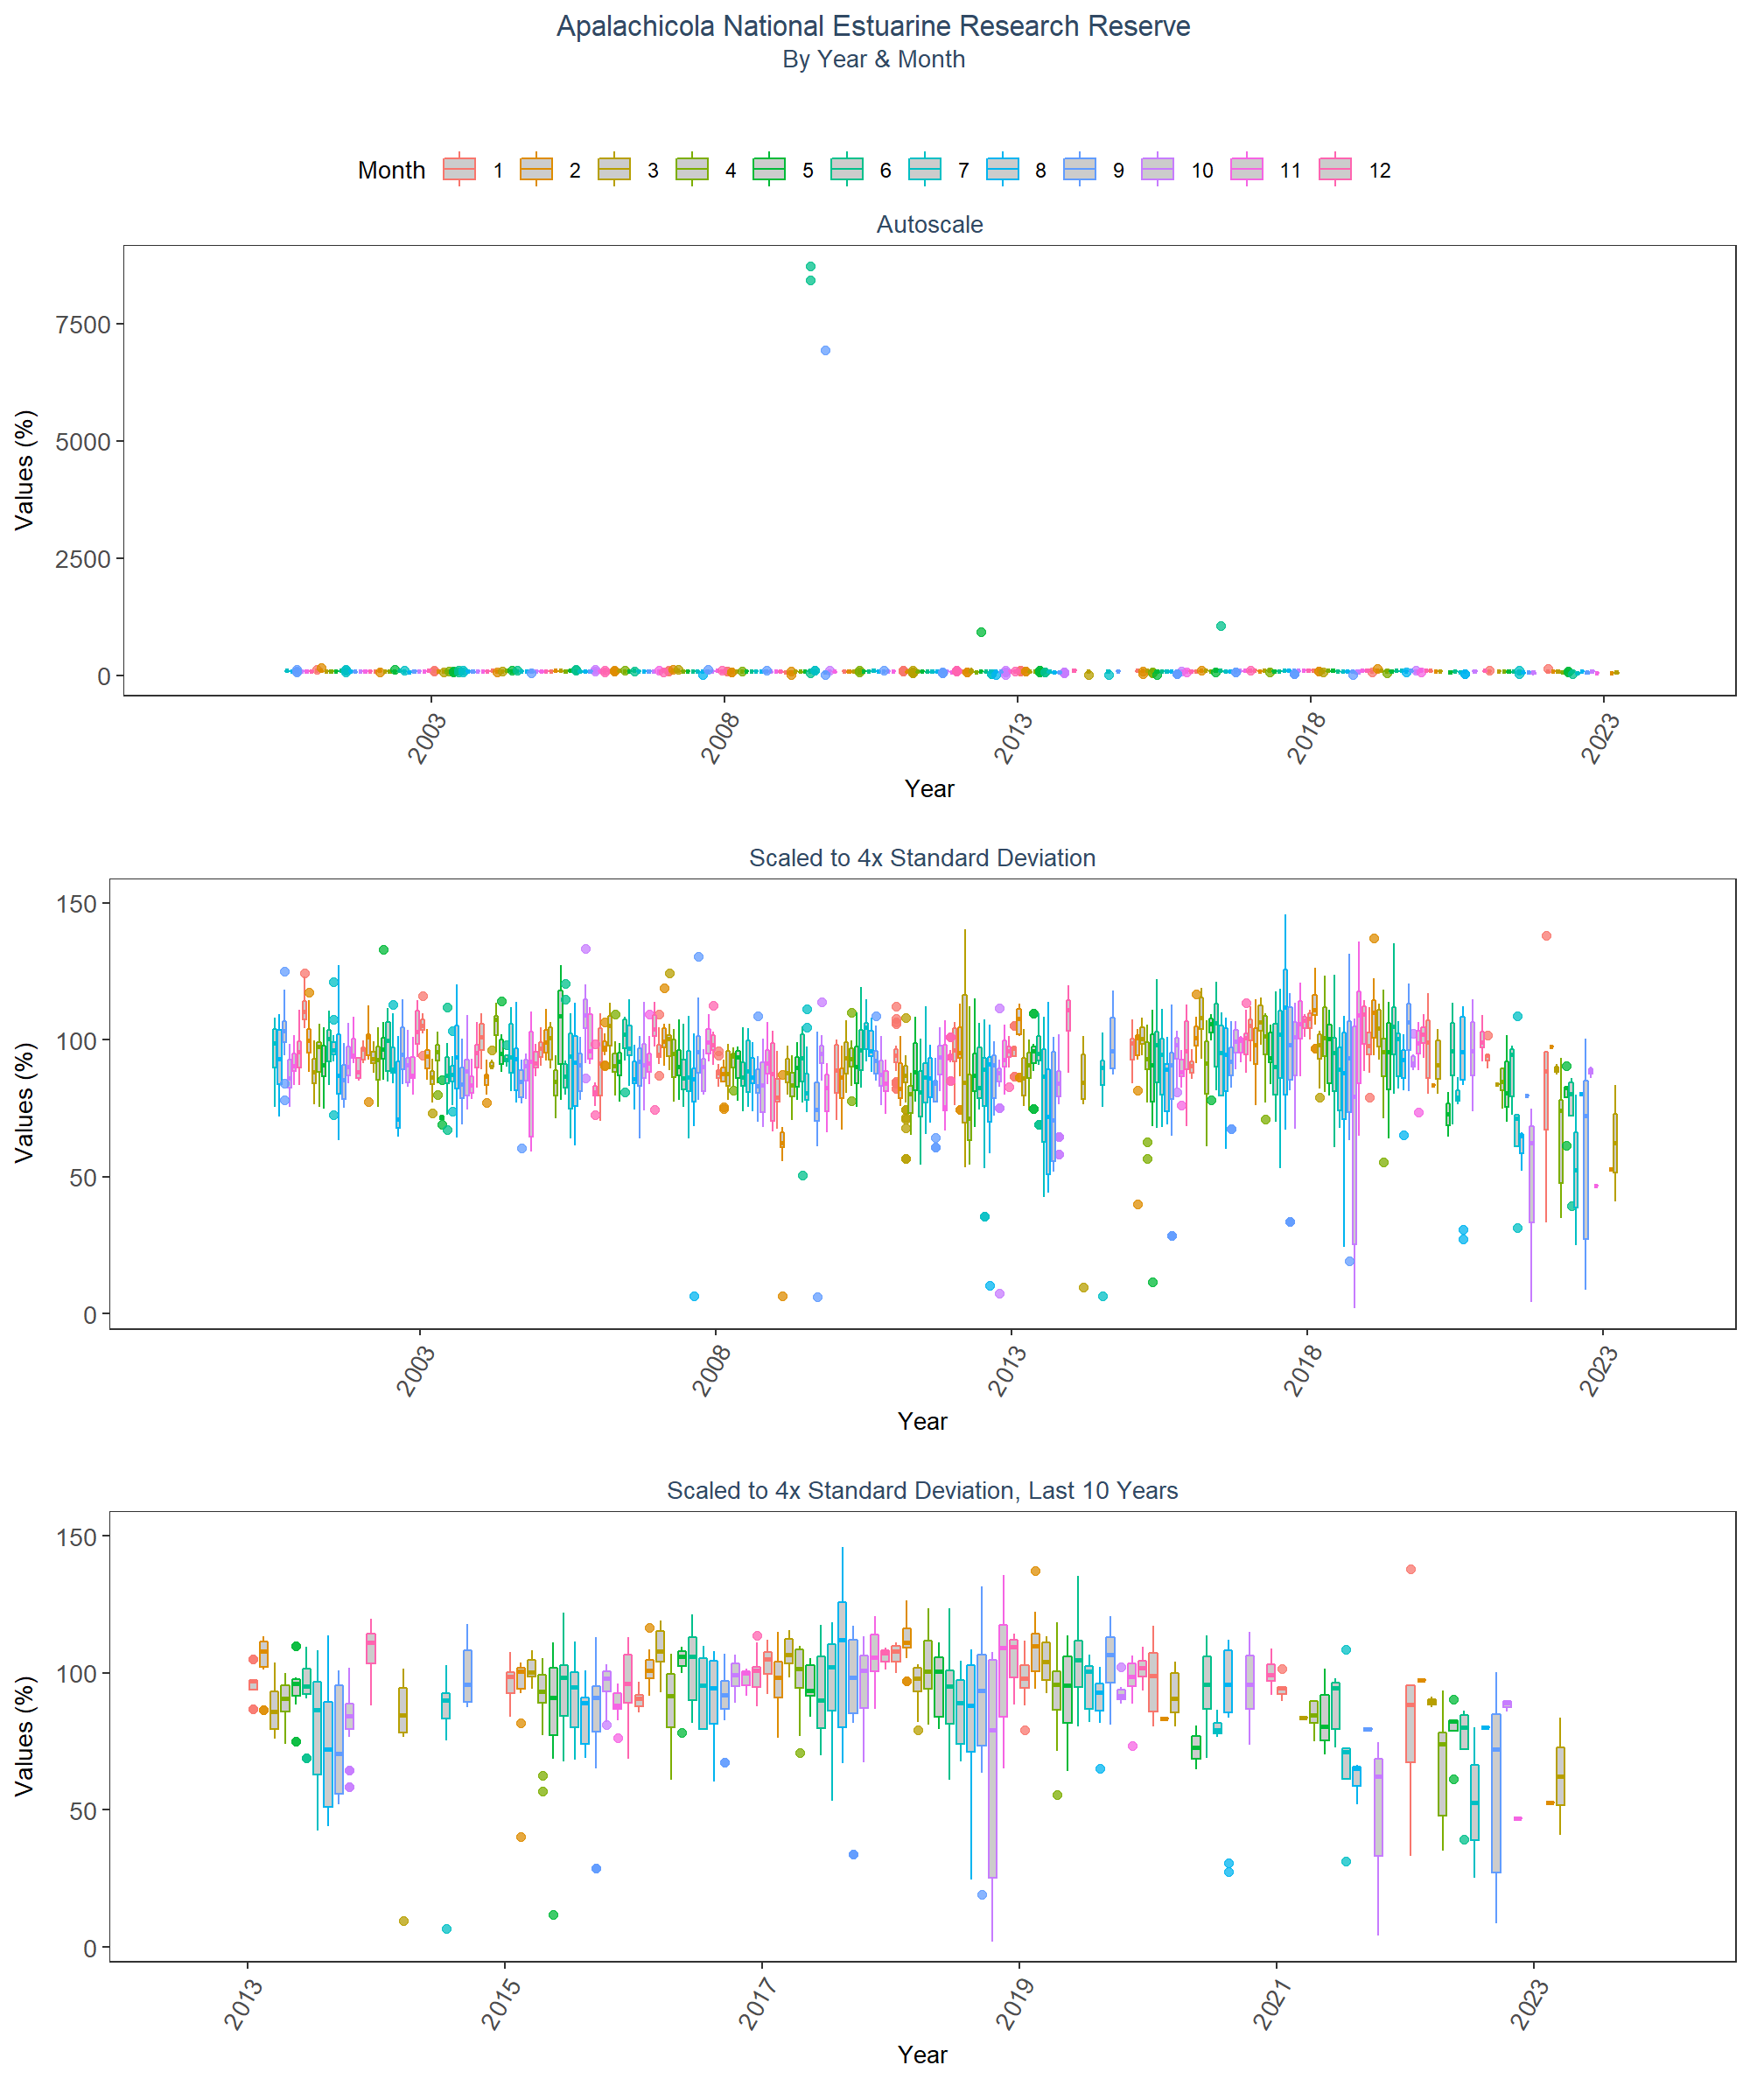 Apalachicola National Estuarine Research Reserve
By Year & Month
Month 1 2 3 4 5 6 7 8 9 10 11 12
Autoscale
Values (%)
7500
5000
2500
0
2003 2008 2013 2018 2023
Year
Scaled to 4x Standard Deviation
Values (%)
150
100
50
0
2003 2008 2013 2018 2023
Year
Scaled to 4x Standard Deviation, Last 10 Years
Values (%)
150
100
50
0
2013 2015 2017 2019 2021 2023
Year